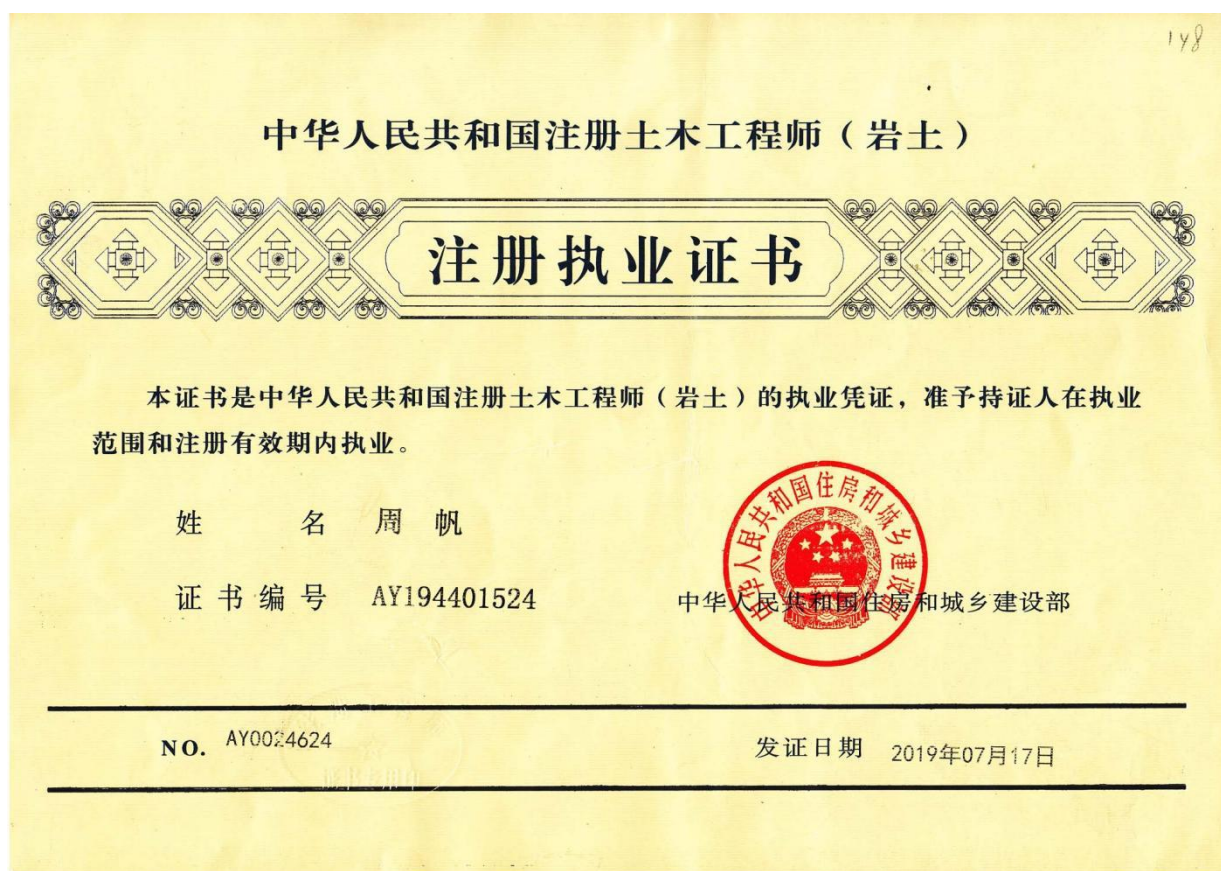 148
中华人民共和国注册土木工程师（岩土）
注册执业证书
本证书是中华人民共和国注册土木工程师（岩土）的执业凭证，准予持证人在执业
范围和注册有效期内执业。
姓 名 周 帆
证书编号 AY194401524
中华人民共和国住房和城乡建设部
中华人民共和国住房和城乡建设部
NO. AY0024624
发证日期 2019年07月17日